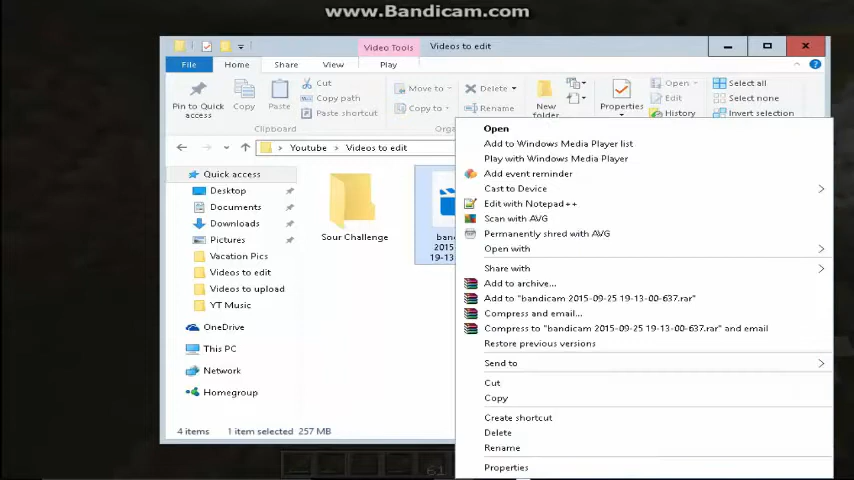 www.Bandicam.com
Video Tools
Videos to edit
File
Home
Share
View
Play
Pin to Quick access
Copy
Paste
Cut
Copy path
Paste shortcut
Clipboard
Move to
Copy to
Delete
Rename
New folder
Properties
Open
Edit
History
Select all
Select none
Invert selection
Youtube
Videos to edit
Quick access
Desktop
Documents
Downloads
Pictures
Vacation Pics
Videos to edit
Videos to upload
YT Music
OneDrive
This PC
Network
Homegroup
Sour Challenge
2015
19-13
4 items
1 item selected 257 MB
Open
Add to Windows Media Player list
Play with Windows Media Player
Add event reminder
Cast to Device
Edit with Notepad++
Scan with AVG
Permanently shred with AVG
Open with
Share with
Add to archive...
Add to "bandicam 2015-09-25 19-13-00-637.rar"
Compress and email...
Compress to "bandicam 2015-09-25 19-13-00-637.rar" and email
Restore previous versions
Send to
Cut
Copy
Create shortcut
Delete
Rename
Properties
61